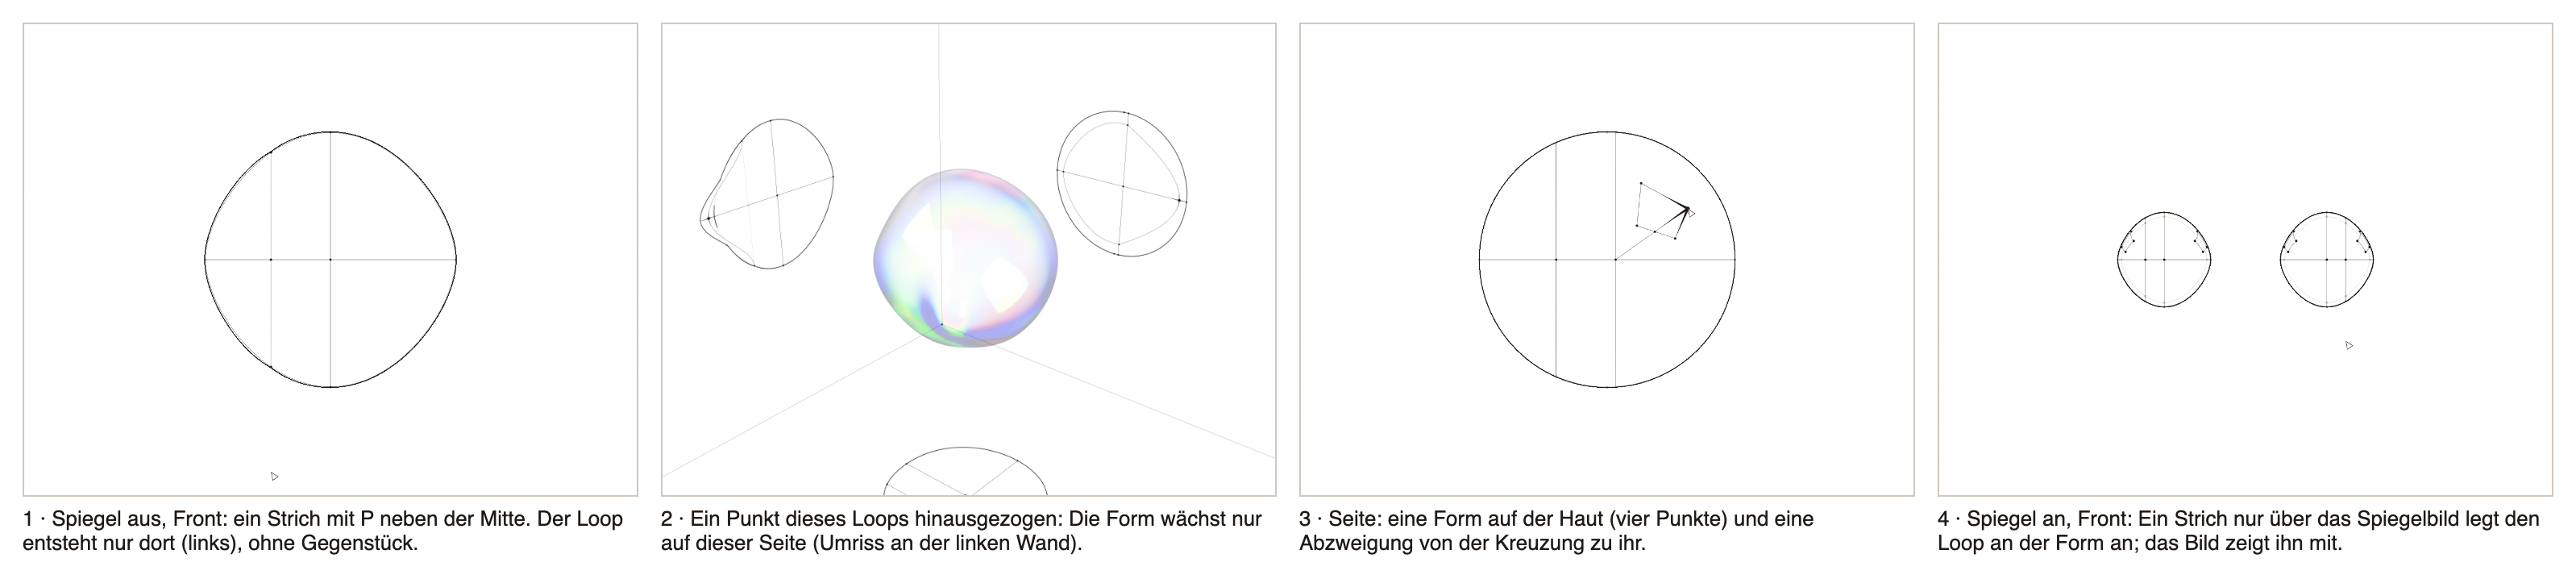 1 · Spiegel aus, Front: ein Strich mit P neben der Mitte. Der Loop
entsteht nur dort (links), ohne Gegenstück.
2 · Ein Punkt dieses Loops hinausgezogen: Die Form wächst nur
auf dieser Seite (Umriss an der linken Wand).
3 · Seite: eine Form auf der Haut (vier Punkte) und eine
Abzweigung von der Kreuzung zu ihr.
4 · Spiegel an, Front: Ein Strich nur über das Spiegelbild legt den
Loop an der Form an; das Bild zeigt ihn mit.